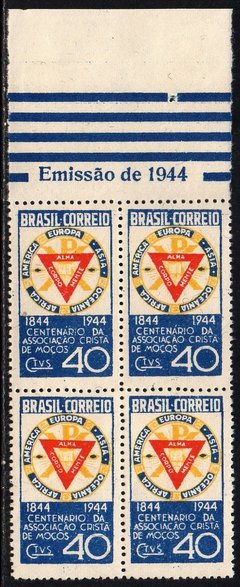 Emissão de 1944
BRASIL-CORREIO
EUROPA · ASIA · OCEANIA · AFRICA · AMERICA
ALMA
CORPO MENTE
1844 1944
CENTENÁRIO DA
ASSOCIAÇÃO CRISTÃ
DE MOÇOS
CTVS. 40
BRASIL-CORREIO
EUROPA · ASIA · OCEANIA · AFRICA · AMERICA
ALMA
CORPO MENTE
1844 1944
CENTENÁRIO DA
ASSOCIAÇÃO CRISTÃ
DE MOÇOS
CTVS. 40
BRASIL-CORREIO
EUROPA · ASIA · OCEANIA · AFRICA · AMERICA
ALMA
CORPO MENTE
1844 1944
CENTENÁRIO DA
ASSOCIAÇÃO CRISTÃ
DE MOÇOS
CTVS. 40
BRASIL-CORREIO
EUROPA · ASIA · OCEANIA · AFRICA · AMERICA
ALMA
CORPO MENTE
1844 1944
CENTENÁRIO DA
ASSOCIAÇÃO CRISTÃ
DE MOÇOS
CTVS. 40